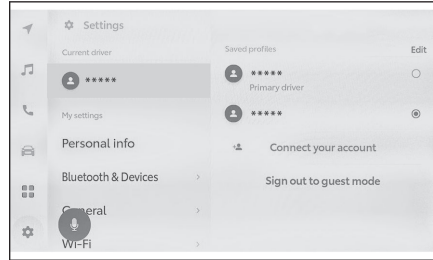 Settings
Current driver
*****
My settings
Personal info
Bluetooth & Devices
General
Wi-Fi
Saved profiles
Edit
*****
Primary driver
*****
Connect your account
Sign out to guest mode